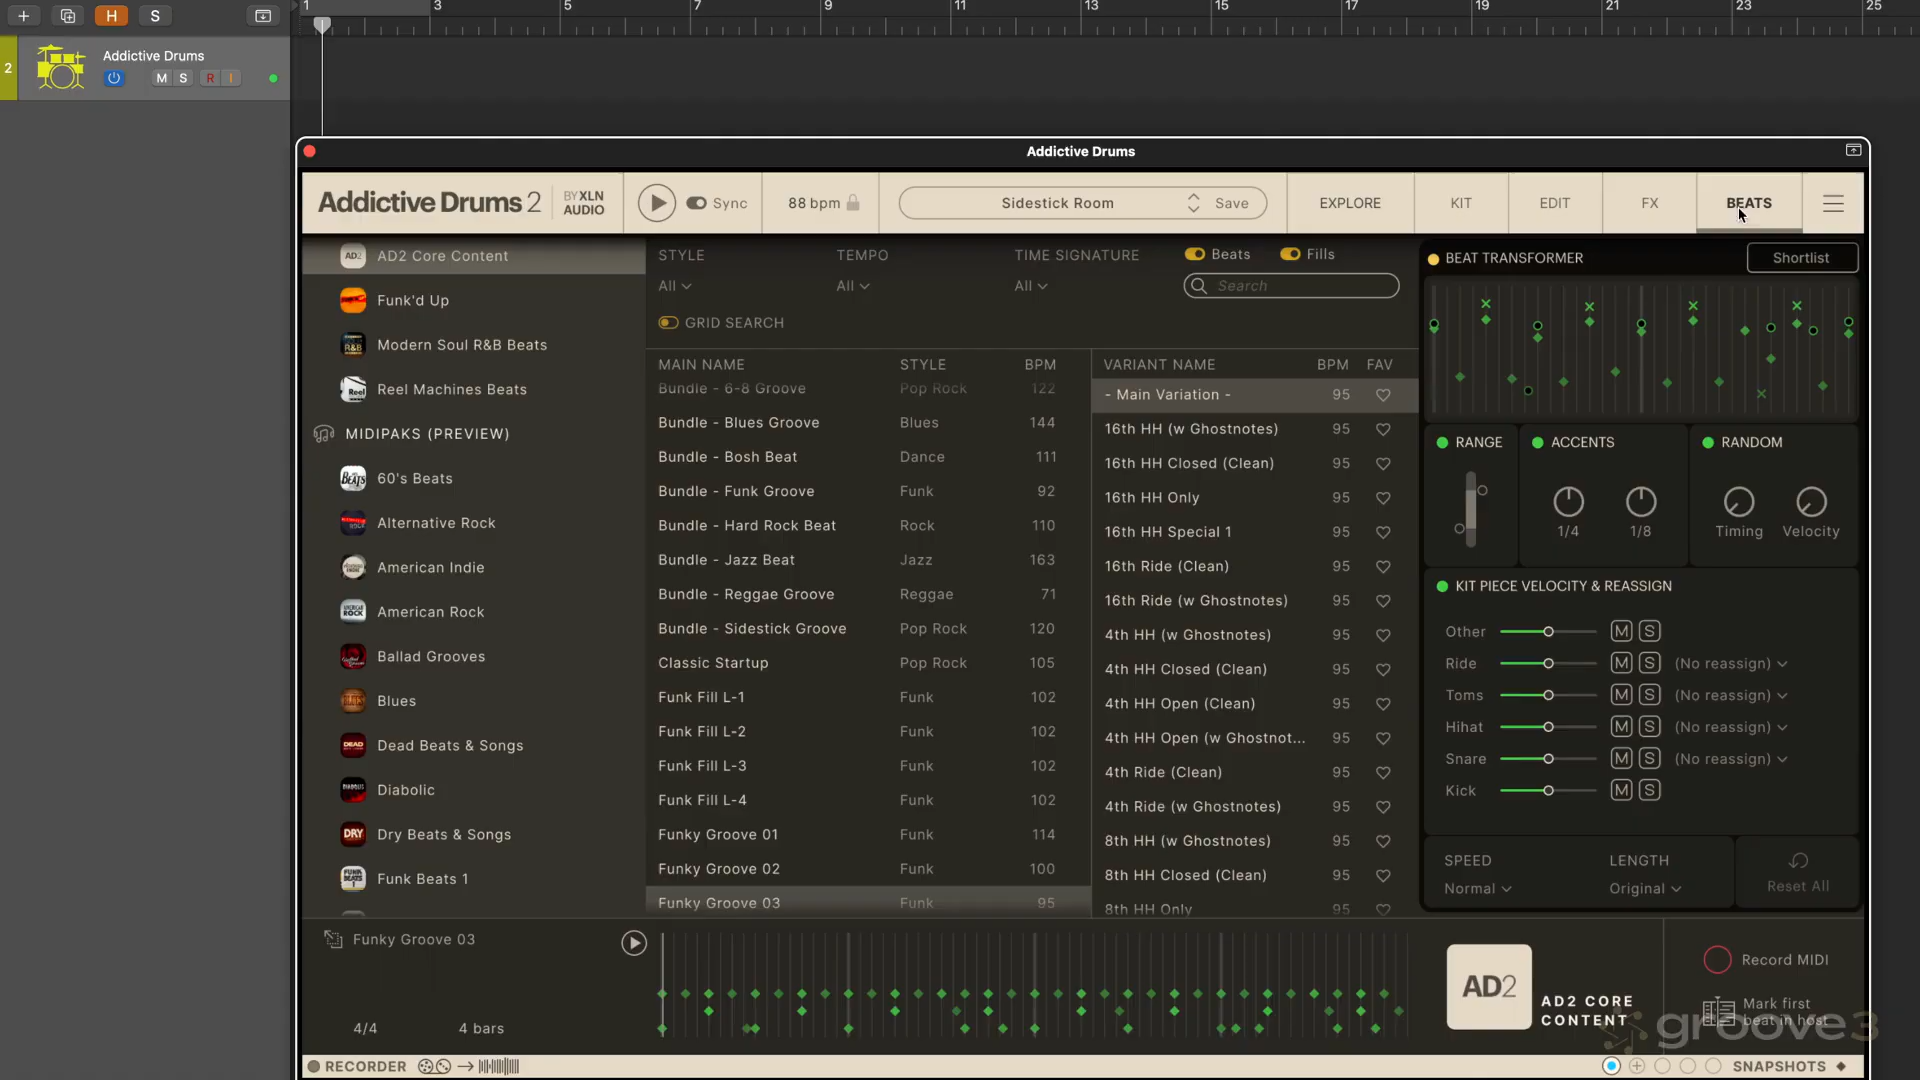 H
S
1
3
5
7
9
11
13
15
17
19
21
23
25
2
Addictive Drums
M S R I
Addictive Drums
Addictive Drums 2
BY XLN AUDIO
Sync
88 bpm
Sidestick Room
Save
EXPLORE
KIT
EDIT
FX
BEATS
AD2 Core Content
Funk'd Up
Modern Soul R&B Beats
Reel Machines Beats
MIDIPAKS (PREVIEW)
60's Beats
Alternative Rock
American Indie
American Rock
Ballad Grooves
Blues
Dead Beats & Songs
Diabolic
Dry Beats & Songs
Funk Beats 1
STYLE
TEMPO
TIME SIGNATURE
Beats
Fills
All
All
All
Search
GRID SEARCH
MAIN NAME STYLE BPM
Bundle - 6-8 Groove Pop Rock 122
Bundle - Blues Groove Blues 144
Bundle - Bosh Beat Dance 111
Bundle - Funk Groove Funk 92
Bundle - Hard Rock Beat Rock 110
Bundle - Jazz Beat Jazz 163
Bundle - Reggae Groove Reggae 71
Bundle - Sidestick Groove Pop Rock 120
Classic Startup Pop Rock 105
Funk Fill L-1 Funk 102
Funk Fill L-2 Funk 102
Funk Fill L-3 Funk 102
Funk Fill L-4 Funk 102
Funky Groove 01 Funk 114
Funky Groove 02 Funk 100
Funky Groove 03 Funk 95
VARIANT NAME BPM FAV
- Main Variation - 95
16th HH (w Ghostnotes) 95
16th HH Closed (Clean) 95
16th HH Only 95
16th HH Special 1 95
16th Ride (Clean) 95
16th Ride (w Ghostnotes) 95
4th HH (w Ghostnotes) 95
4th HH Closed (Clean) 95
4th HH Open (Clean) 95
4th HH Open (w Ghostnot... 95
4th Ride (Clean) 95
4th Ride (w Ghostnotes) 95
8th HH (w Ghostnotes) 95
8th HH Closed (Clean) 95
8th HH Only 95
BEAT TRANSFORMER
Shortlist
RANGE
ACCENTS
RANDOM
1/4
1/8
Timing
Velocity
KIT PIECE VELOCITY & REASSIGN
Other M S
Ride M S (No reassign)
Toms M S (No reassign)
Hihat M S (No reassign)
Snare M S (No reassign)
Kick M S
SPEED
LENGTH
Normal
Original
Reset All
Funky Groove 03
4/4
4 bars
AD2
AD2 CORE
CONTENT
Record MIDI
Mark first
beat in host
groove3
RECORDER
SNAPSHOTS